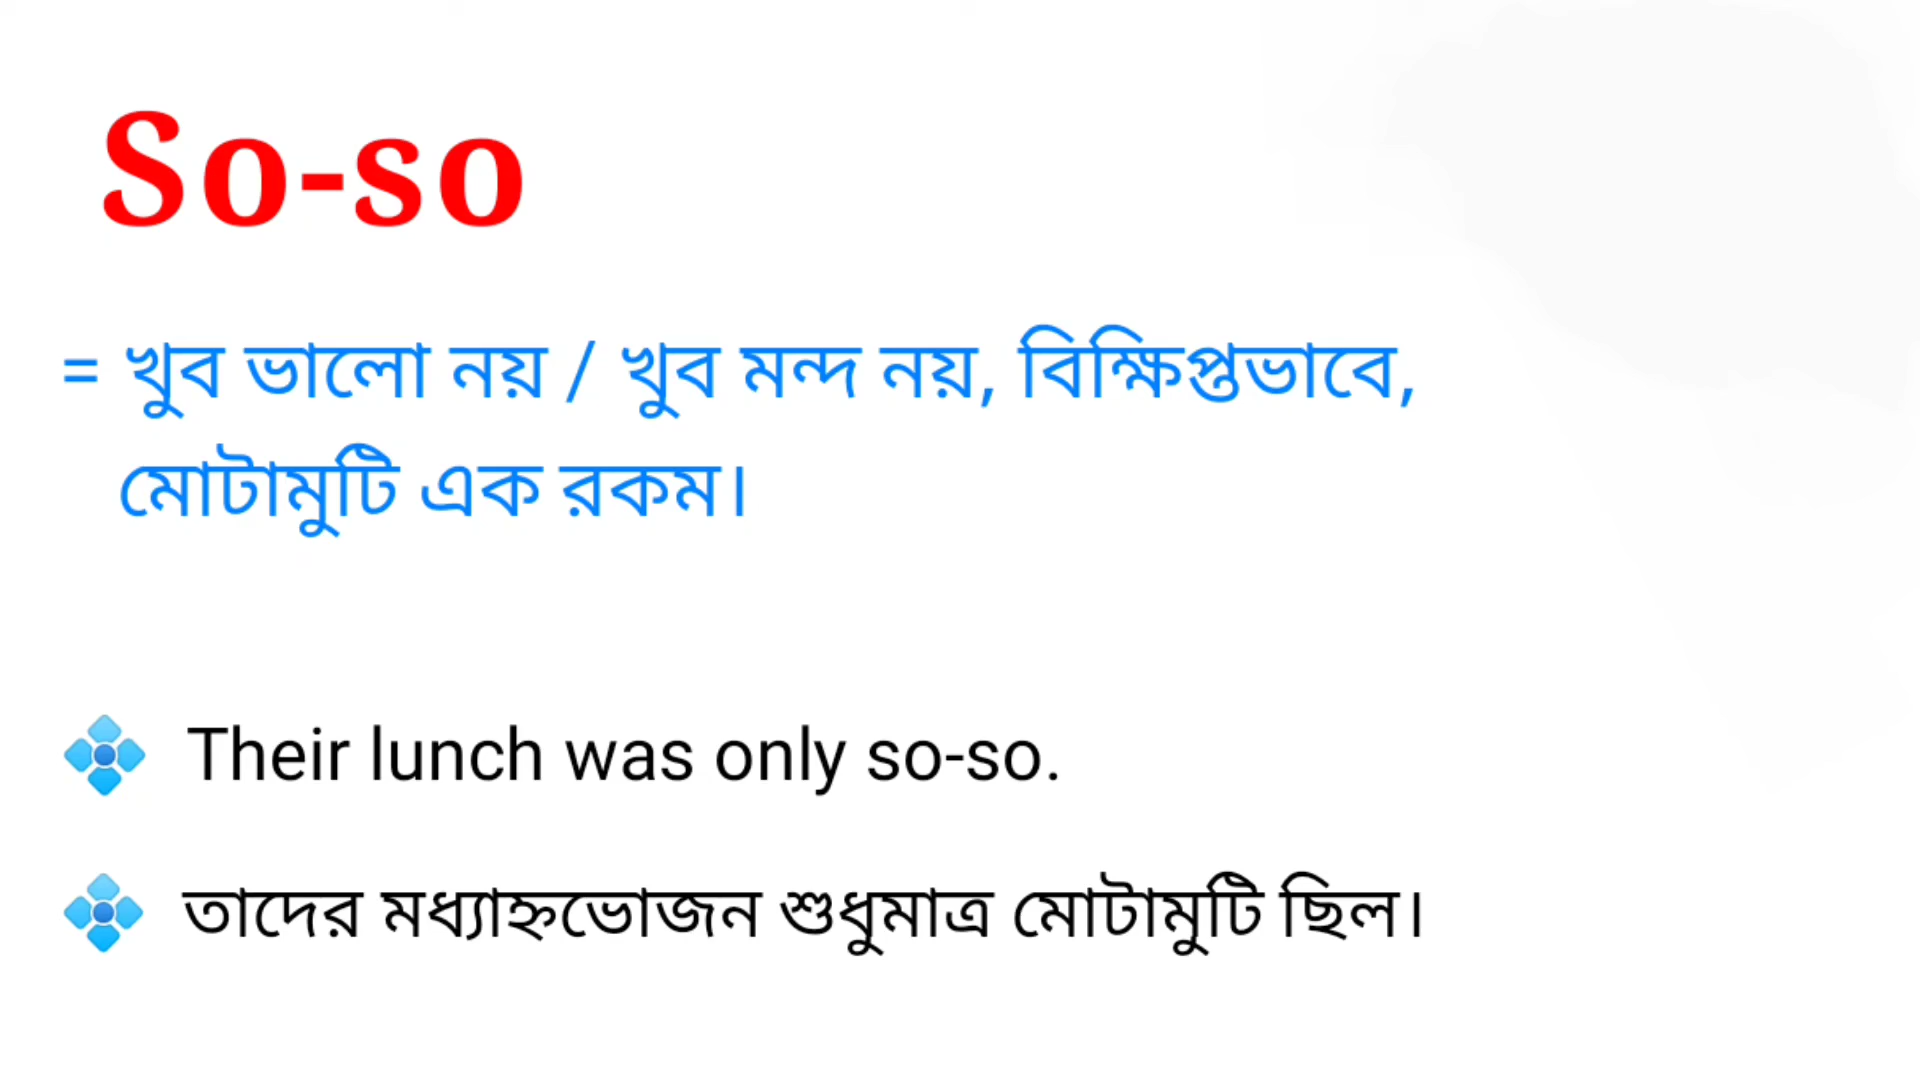 So-so
= খুব ভালো নয় / খুব মন্দ নয়, বিক্ষিপ্তভাবে,
মোটামুটি এক রকম।
Their lunch was only so-so.
তাদের মধ্যাহ্নভোজন শুধুমাত্র মোটামুটি ছিল।